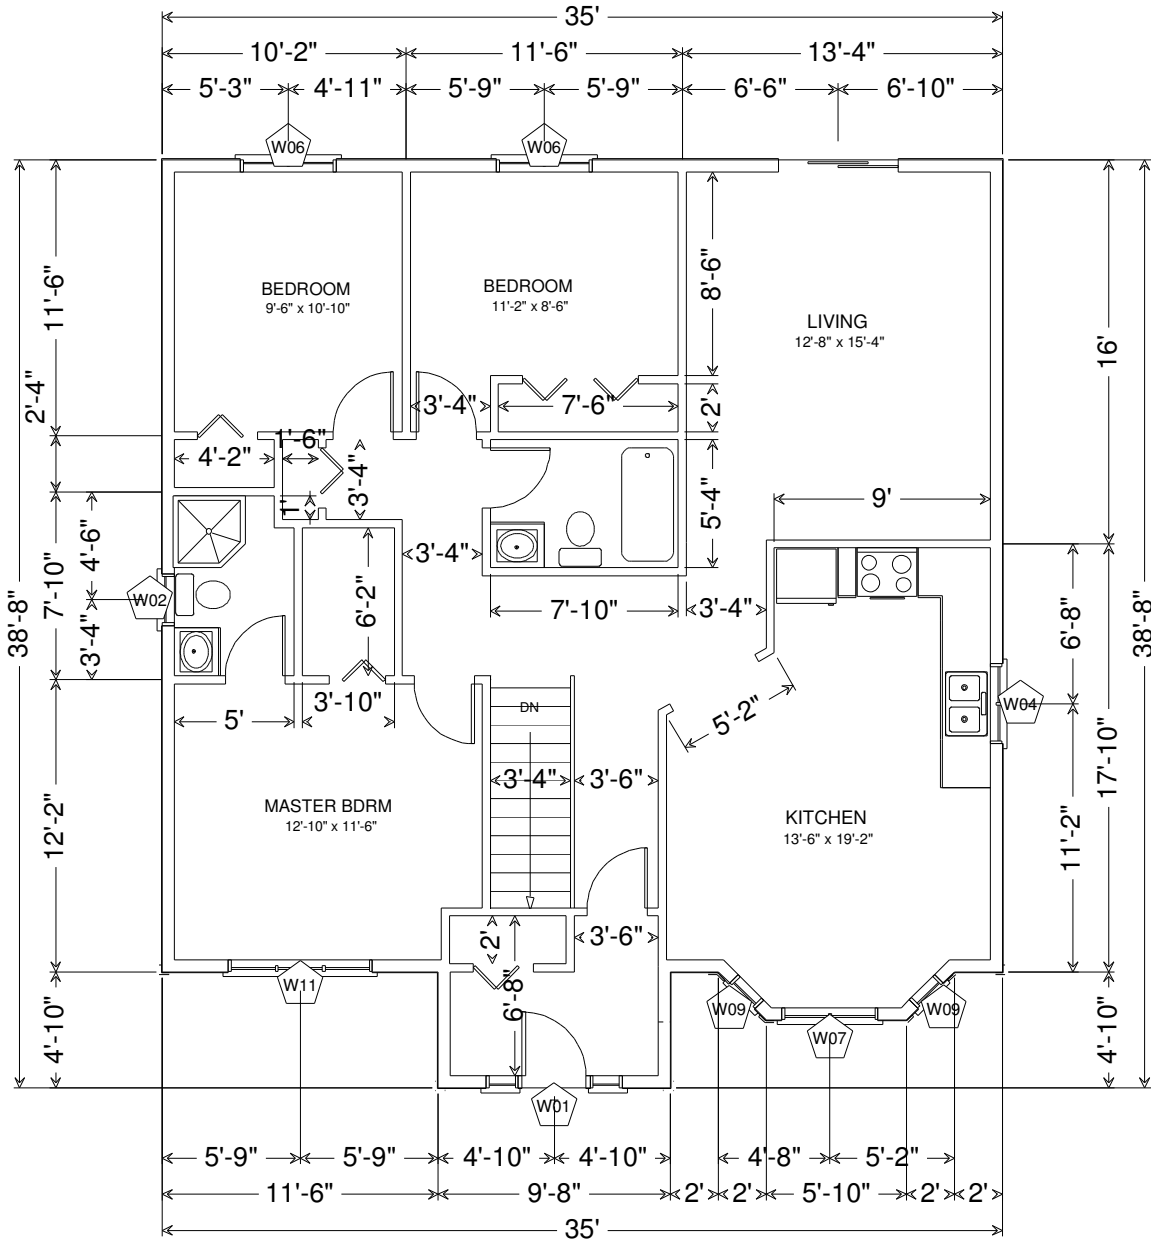 35'
10'-2" 11'-6" 13'-4"
5'-3" 4'-11" 5'-9" 5'-9" 6'-6" 6'-10"
W06 W06
11'-6"
8'-6"
BEDROOM
9'-6" x 10'-10"
BEDROOM
11'-2" x 8'-6"
LIVING
12'-8" x 15'-4"
16'
2'-4"
3'-4" 7'-6" 2'
1'-6"
4'-2"
3'-4"
5'-4"
1"
9'
4'-6"
7'-10"
3'-4"
38'-8"
W02
3'-4"
6'-2"
7'-10"
3'-4"
6'-8"
38'-8"
5' 3'-10"
DN
5'-2"
W04
17'-10"
3'-4" 3'-6"
12'-2"
MASTER BDRM
12'-10" x 11'-6"
KITCHEN
13'-6" x 19'-2"
11'-2"
2'
3'-6"
6'-8"
W11
W09 W09
W07
4'-10"
4'-10"
W01
5'-9" 5'-9" 4'-10" 4'-10" 4'-8" 5'-2"
11'-6" 9'-8" 2' 2' 5'-10" 2' 2'
35'